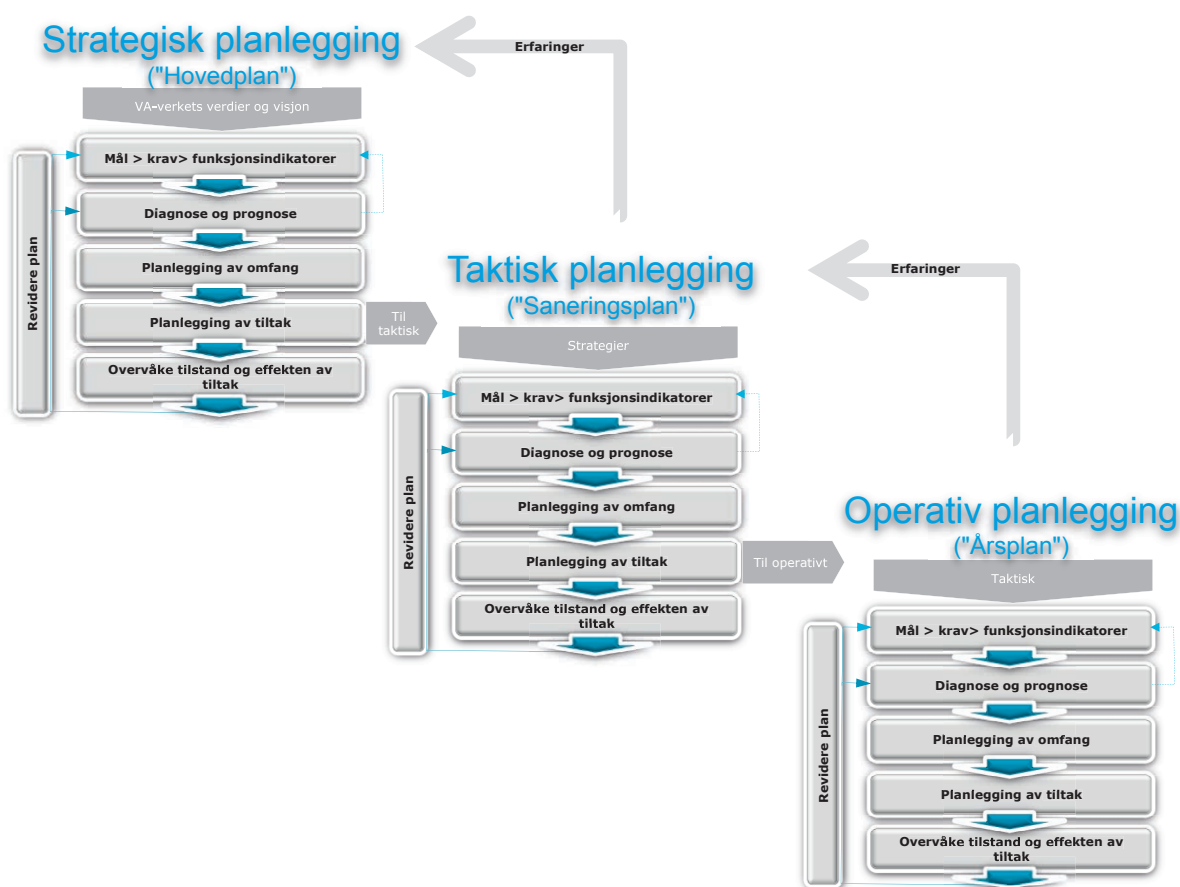 Strategisk planlegging
("Hovedplan")
VA-verkets verdier og visjon
Mål > krav> funksjonsindikatorer
Diagnose og prognose
Planlegging av omfang
Planlegging av tiltak
Overvåke tilstand og effekten av
tiltak
Revidere plan
Til
taktisk
Erfaringer
Taktisk planlegging
("Saneringsplan")
Strategier
Mål > krav> funksjonsindikatorer
Diagnose og prognose
Planlegging av omfang
Planlegging av tiltak
Overvåke tilstand og effekten av
tiltak
Revidere plan
Til operativt
Erfaringer
Operativ planlegging
("Årsplan")
Taktisk
Mål > krav> funksjonsindikatorer
Diagnose og prognose
Planlegging av omfang
Planlegging av tiltak
Overvåke tilstand og effekten av
tiltak
Revidere plan